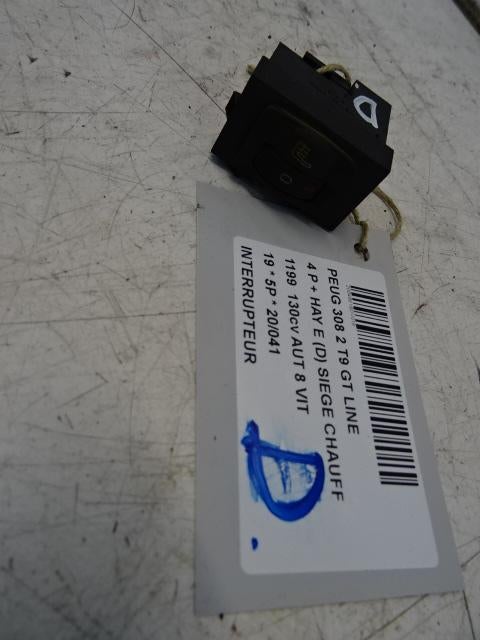 D
0
PEUG 308 2 T9 GT LINE
4 P + HAY E (D) SIEGE CHAUFF
1199 130cv AUT 8 VIT
19 * 5P * 20/041
INTERRUPTEUR
D.